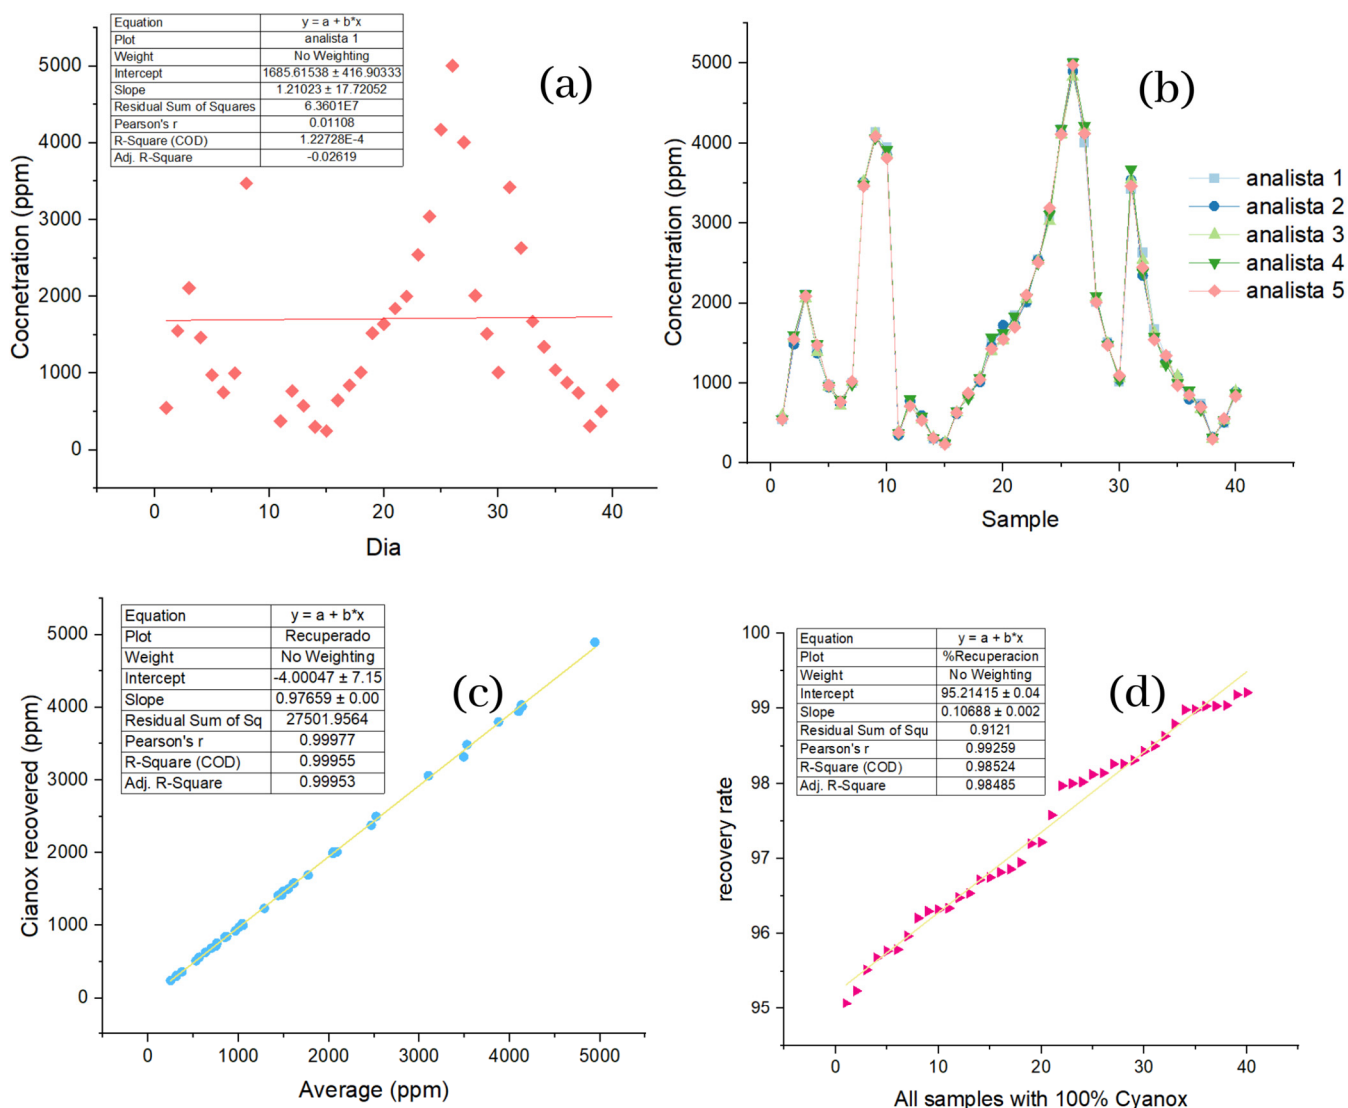 Equation y = a + b*x
Plot analista 1
Weight No Weighting
Intercept 1685.61538 ± 416.90333
Slope 1.21023 ± 17.72052
Residual Sum of Squares 6.3601E7
Pearson's r 0.01108
R-Square (COD) 1.22728E-4
Adj. R-Square -0.02619
(a)
5000
4000
3000
2000
1000
0
Cocnetration (ppm)
0 10 20 30 40
Dia
(b)
5000
4000
3000
2000
1000
0
Concentration (ppm)
analista 1
analista 2
analista 3
analista 4
analista 5
0 10 20 30 40
Sample
Equation y = a + b*x
Plot Recuperado
Weight No Weighting
Intercept -4.00047 ± 7.15
Slope 0.97659 ± 0.00
Residual Sum of Sq 27501.9564
Pearson's r 0.99977
R-Square (COD) 0.99955
Adj. R-Square 0.99953
(c)
5000
4000
3000
2000
1000
0
Cianox recovered (ppm)
0 1000 2000 3000 4000 5000
Average (ppm)
Equation y = a + b*x
Plot %Recuperacion
Weight No Weighting
Intercept 95.21415 ± 0.04
Slope 0.10688 ± 0.002
Residual Sum of Squ 0.9121
Pearson's r 0.99259
R-Square (COD) 0.98524
Adj. R-Square 0.98485
(d)
100
99
98
97
96
95
recovery rate
0 10 20 30 40
All samples with 100% Cyanox